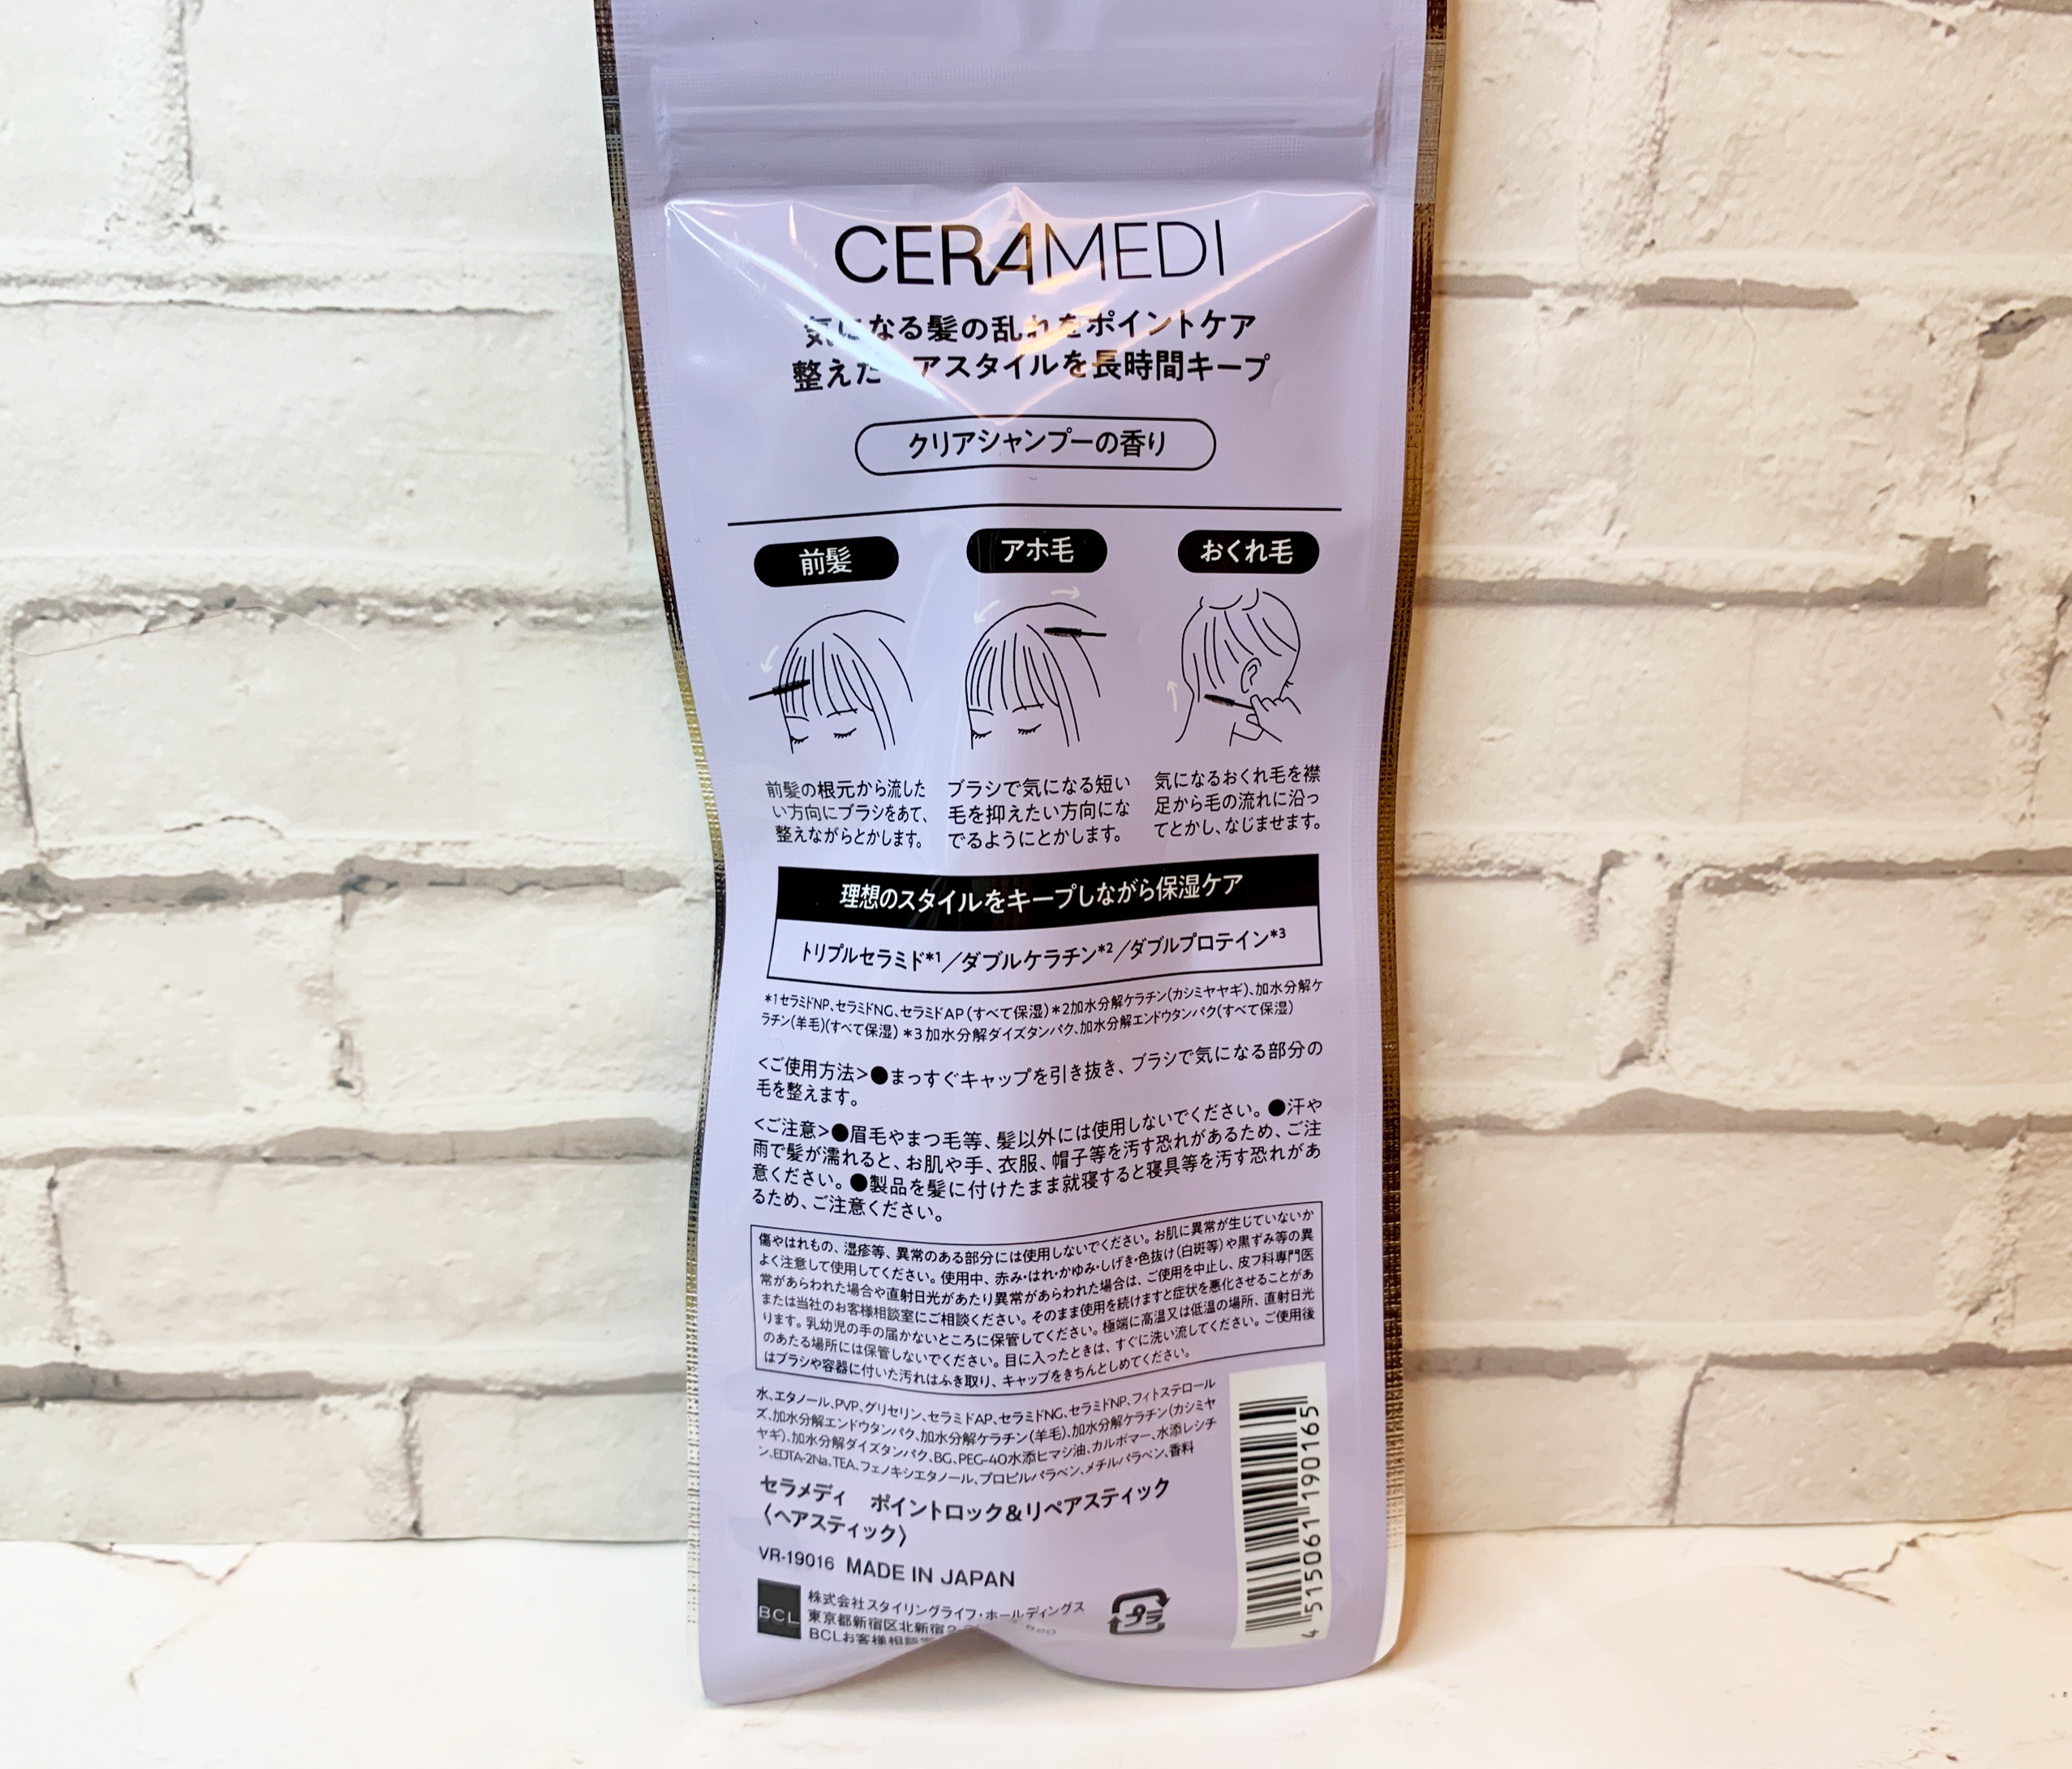 CERAMEDI
気になる髪の乱れをポイントケア
整えた アスタイルを長時間キープ
クリアシャンプーの香り
前髪
アホ毛
おくれ毛
前髪の根元から流した
い方向にブラシをあて、
整えながらとかします。
ブラシで気になる短い
毛を抑えたい方向にな
でるようにとかします。
気になるおくれ毛を襟
足から毛の流れに沿っ
てとかし、なじませます。
理想のスタイルをキープしながら保湿ケア
トリプルセラミド*1／ダブルケラチン*2／ダブルプロテイン*3
*1セラミドNP、セラミドNG、セラミドAP(すべて保湿)*2加水分解ケラチン(カシミヤヤギ)、加水分解ケ
ラチン(羊毛)(すべて保湿)*3加水分解ダイズタンパク、加水分解エンドウタンパク(すべて保湿)
<ご使用方法>●まっすぐキャップを引き抜き、ブラシで気になる部分の
毛を整えます。
<ご注意>●眉毛やまつ毛等、髪以外には使用しないでください。●汗や
雨で髪が濡れると、お肌や手、衣服、帽子等を汚す恐れがあるため、ご注
意ください。●製品を髪に付けたまま就寝すると寝具等を汚す恐れがあ
るため、ご注意ください。
傷やはれもの、湿疹等、異常のある部分には使用しないでください。お肌に異常が生じていないか
よく注意して使用してください。使用中、赤み・はれ・かゆみ・しげき・色抜け(白斑等)や黒ずみ等の異
常があらわれた場合や直射日光があたり異常があらわれた場合は、ご使用を中止し、皮フ科専門医
または当社のお客様相談室にご相談ください。そのまま使用を続けますと症状を悪化させることがあ
ります。乳幼児の手の届かないところに保管してください。極端に高温又は低温の場所、直射日光
のあたる場所には保管しないでください。目に入ったときは、すぐに洗い流してください。ご使用後
はブラシや容器に付いた汚れはふき取り、キャップをきちんとしめてください。
水、エタノール、PVP、グリセリン、セラミドAP、セラミドNG、セラミドNP、フィトステロール
ズ、加水分解エンドウタンパク、加水分解ケラチン(羊毛)、加水分解ケラチン(カシミヤ
ヤギ)、加水分解ダイズタンパク、BG、PEG-40水添ヒマシ油、カルボマー、水添レシチ
ン、EDTA-2Na、TEA、フェノキシエタノール、プロピルパラベン、メチルパラベン、香料
セラメディ ポイントロック＆リペアスティック
〈ヘアスティック〉
VR-19016 MADE IN JAPAN
BCL
株式会社スタイリングライフ・ホールディングス
東京都新宿区北新宿2-
BCLお客様相談室
プラ
4 515061 190165